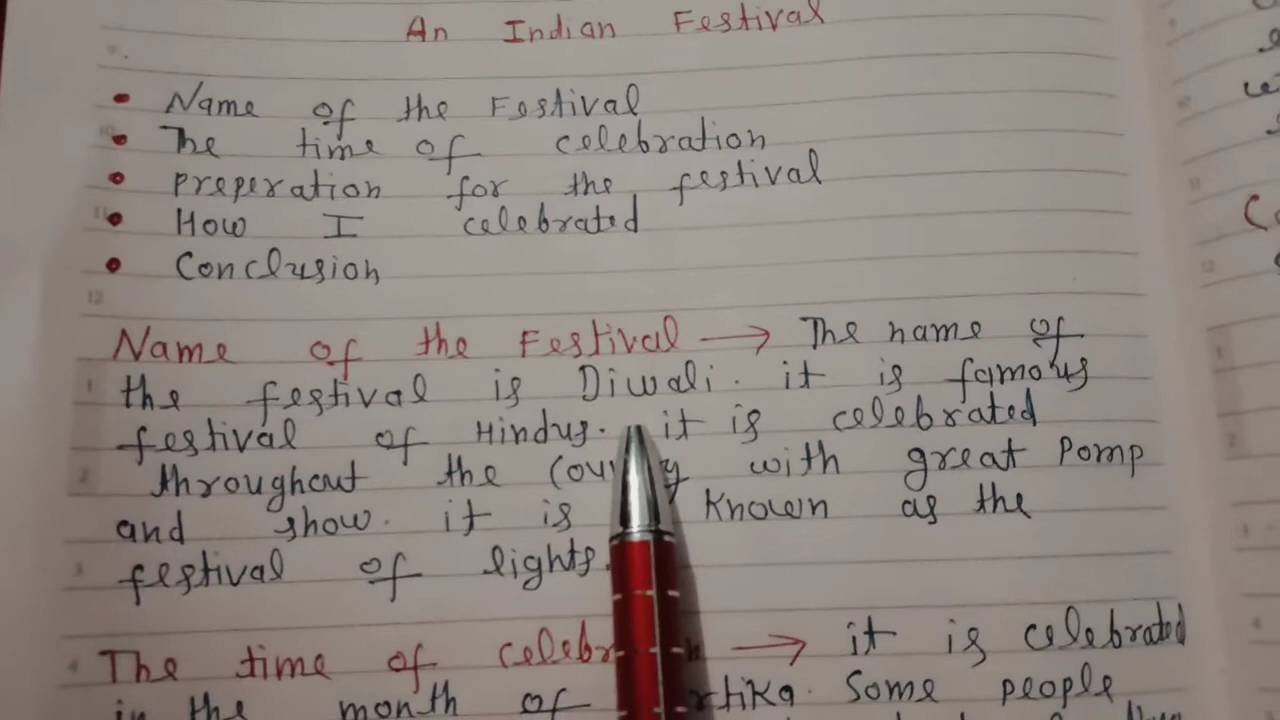 An Indian Festival
• Name of the Festival
• The time of celebration
• Preperation for the festival
• How I celebrated
• Conclusion
Name of the Festival → The name of
the festival is Diwali. it is famous
festival of Hindus. it is celebrated
throughout the with great Pomp
and show. it is known as the
festival of lights.
The time of → it is celebrated
in the month of Some people